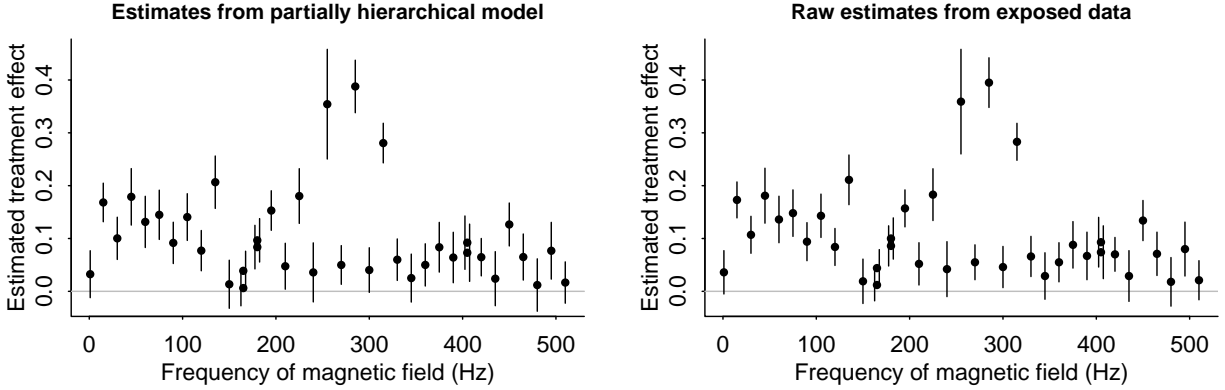 Estimates from partially hierarchical model
Estimated treatment effect
0.0 0.1 0.2 0.3 0.4
0 100 200 300 400 500
Frequency of magnetic field (Hz)
Raw estimates from exposed data
Estimated treatment effect
0.0 0.1 0.2 0.3 0.4
0 100 200 300 400 500
Frequency of magnetic field (Hz)